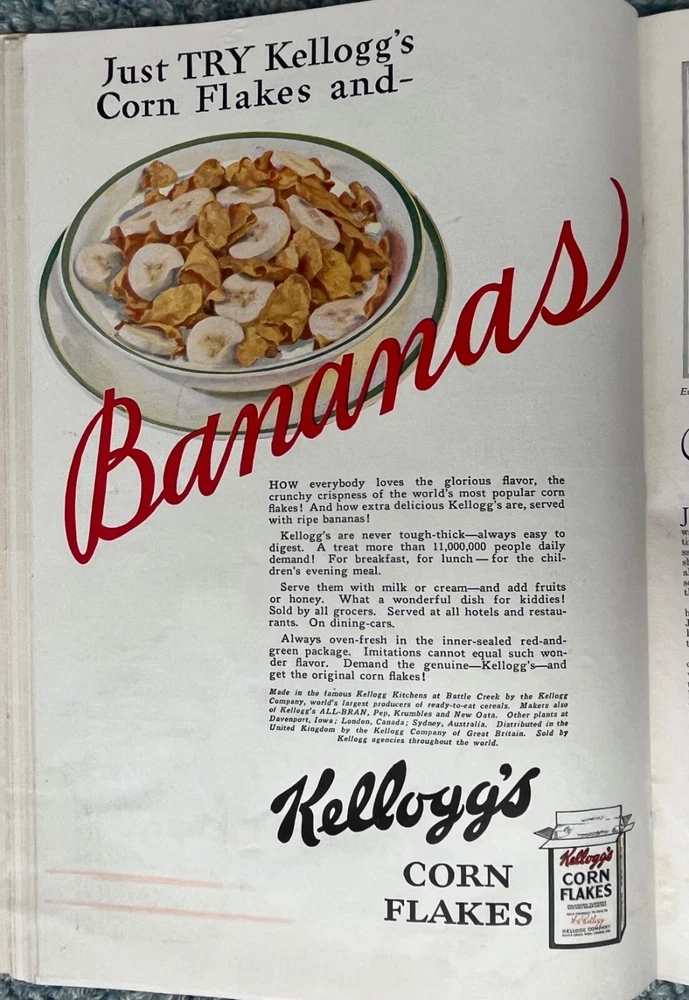 Just TRY Kellogg's
Corn Flakes and-
Bananas
HOW everybody loves the glorious flavor, the
crunchy crispness of the world's most popular corn
flakes! And how extra delicious Kellogg's are, served
with ripe bananas!
Kellogg's are never tough-thick—always easy to
digest. A treat more than 11,000,000 people daily
demand! For breakfast, for lunch—for the chil-
dren's evening meal.
Serve them with milk or cream—and add fruits
or honey. What a wonderful dish for kiddies!
Sold by all grocers. Served at all hotels and restau-
rants. On dining-cars.
Always oven-fresh in the inner-sealed red-and-
green package. Imitations cannot equal such won-
der flavor. Demand the genuine—Kellogg's—and
get the original corn flakes!
Made in the famous Kellogg Kitchens at Battle Creek by the Kellogg
Company, world's largest producers of ready-to-eat cereals. Makers also
of Kellogg's ALL-BRAN, Pep, Krumbles and New Oata. Other plants at
Davenport, Iowa; London, Canada; Sydney, Australia. Distributed in the
United Kingdom by the Kellogg Company of Great Britain. Sold by
Kellogg agencies throughout the world.
Kellogg's
CORN
FLAKES
Kellogg's
CORN
FLAKES
KELLOGG COMPANY